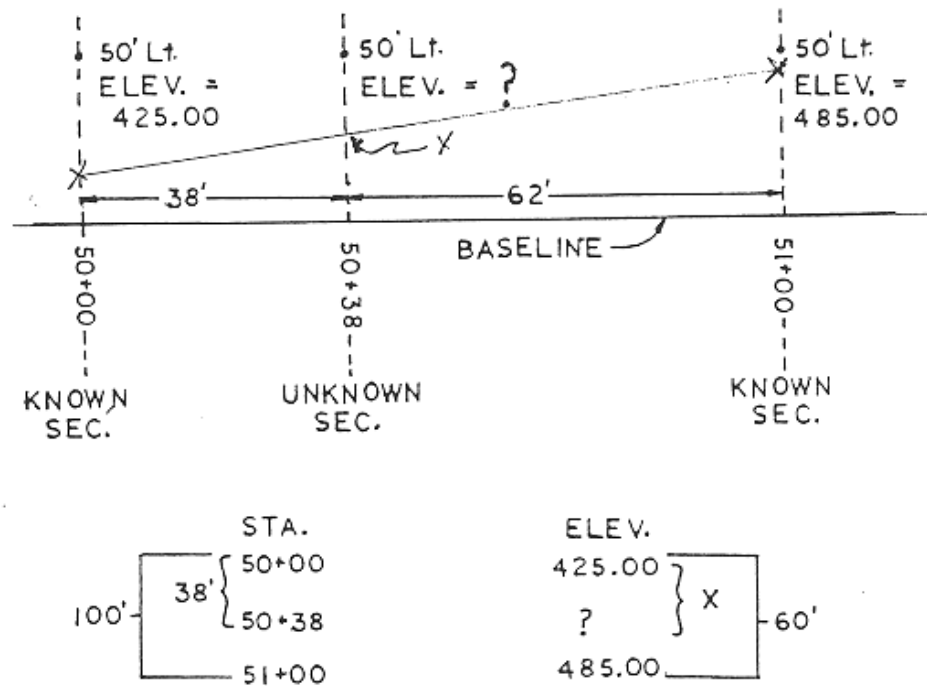 50' Lt.
ELEV. =
425.00
50' Lt.
ELEV. = ?
50' Lt.
ELEV. =
485.00
X
38'
62'
BASELINE
50+00
50+38
51+00
KNOWN
SEC.
UNKNOWN
SEC.
KNOWN
SEC.
STA.
ELEV.
50+00
425.00
38'
X
100'
50+38
?
60'
51+00
485.00